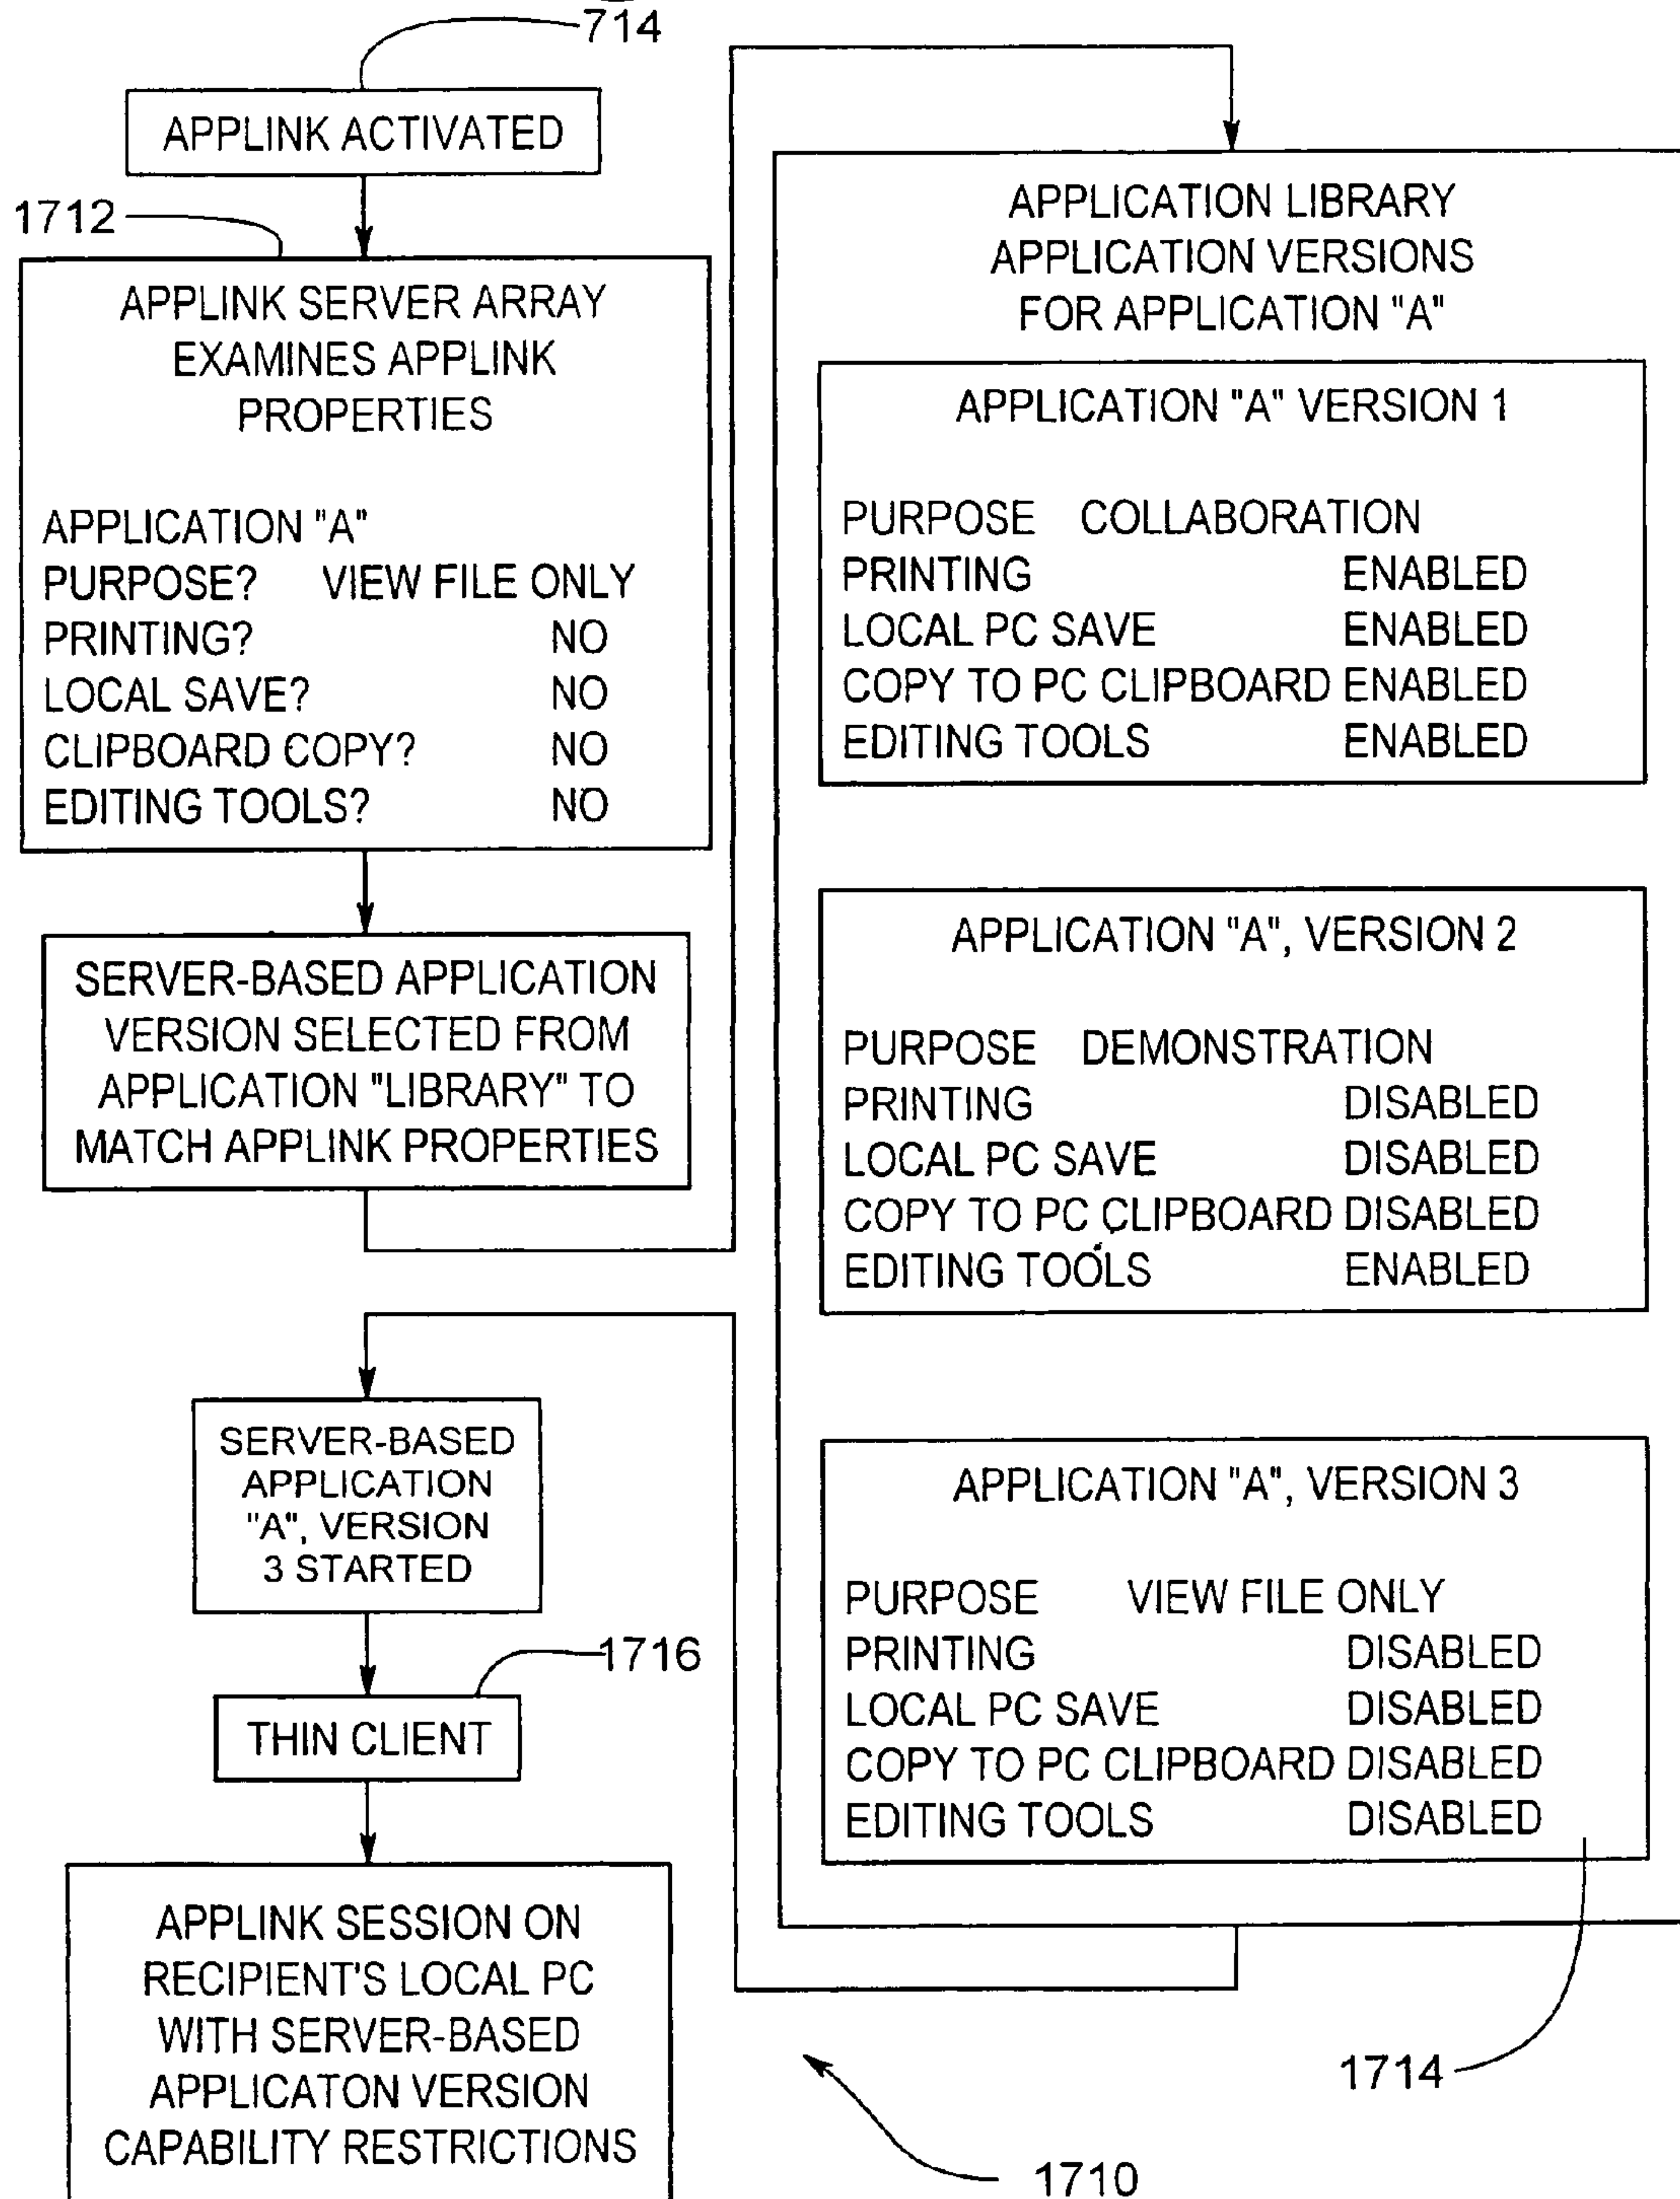 714
APPLINK ACTIVATED
1712
APPLINK SERVER ARRAY
EXAMINES APPLINK
PROPERTIES
APPLICATION "A"
PURPOSE? VIEW FILE ONLY
PRINTING? NO
LOCAL SAVE? NO
CLIPBOARD COPY? NO
EDITING TOOLS? NO
SERVER-BASED APPLICATION
VERSION SELECTED FROM
APPLICATION "LIBRARY" TO
MATCH APPLINK PROPERTIES
APPLICATION LIBRARY
APPLICATION VERSIONS
FOR APPLICATION "A"
APPLICATION "A" VERSION 1
PURPOSE COLLABORATION
PRINTING ENABLED
LOCAL PC SAVE ENABLED
COPY TO PC CLIPBOARD ENABLED
EDITING TOOLS ENABLED
APPLICATION "A", VERSION 2
PURPOSE DEMONSTRATION
PRINTING DISABLED
LOCAL PC SAVE DISABLED
COPY TO PC CLIPBOARD DISABLED
EDITING TOOLS ENABLED
APPLICATION "A", VERSION 3
PURPOSE VIEW FILE ONLY
PRINTING DISABLED
LOCAL PC SAVE DISABLED
COPY TO PC CLIPBOARD DISABLED
EDITING TOOLS DISABLED
1714
SERVER-BASED
APPLICATION
"A", VERSION
3 STARTED
1716
THIN CLIENT
APPLINK SESSION ON
RECIPIENT'S LOCAL PC
WITH SERVER-BASED
APPLICATON VERSION
CAPABILITY RESTRICTIONS
1710